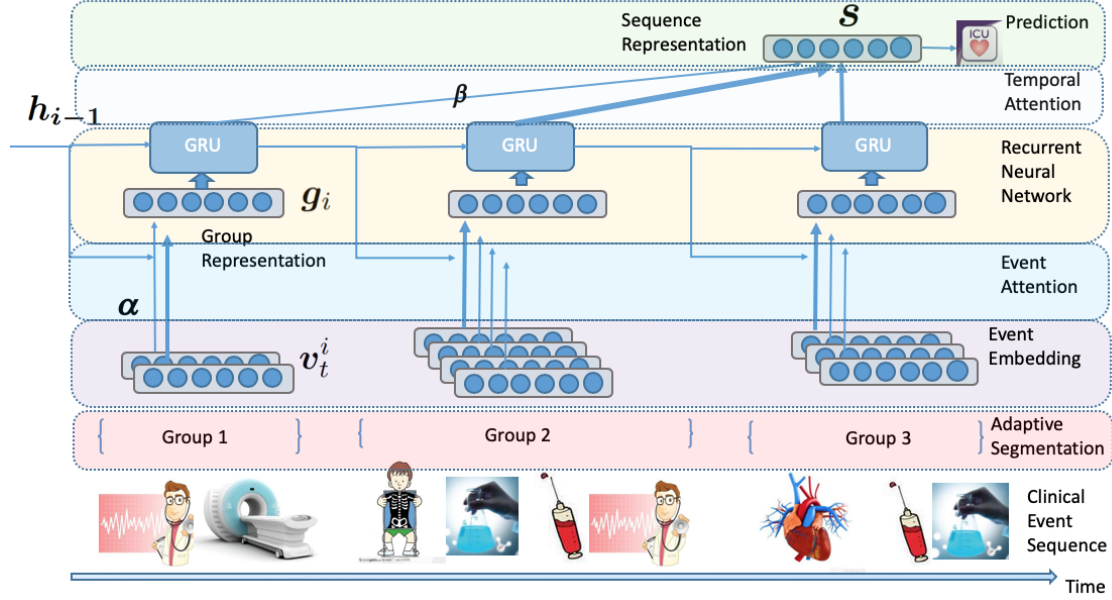 Sequence
Representation
S
ICU
Prediction
Temporal
Attention
β
h_{i-1}
GRU
GRU
GRU
Recurrent
Neural
Network
g_i
Group
Representation
Event
Attention
α
v_t^i
Event
Embedding
{ Group 1 }
{ Group 2 }
{ Group 3 }
Adaptive
Segmentation
Clinical
Event
Sequence
Time